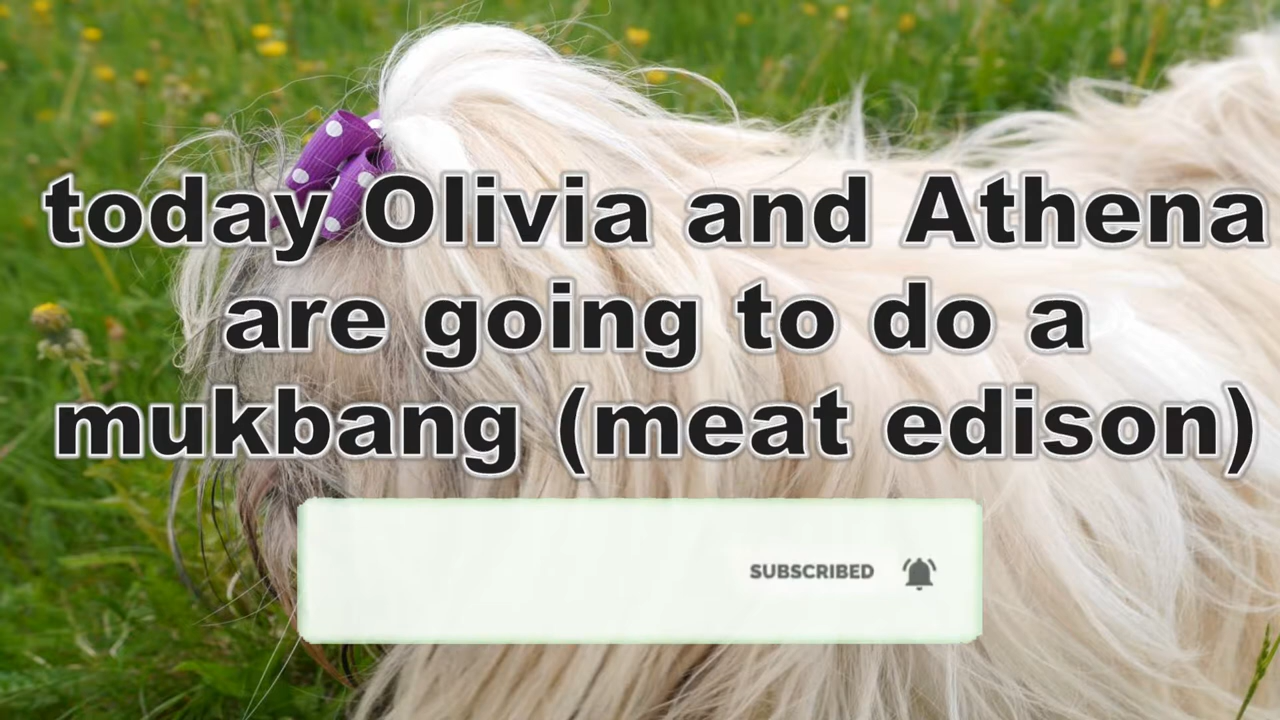 today Olivia and Athena
are going to do a
mukbang (meat edison)
SUBSCRIBED